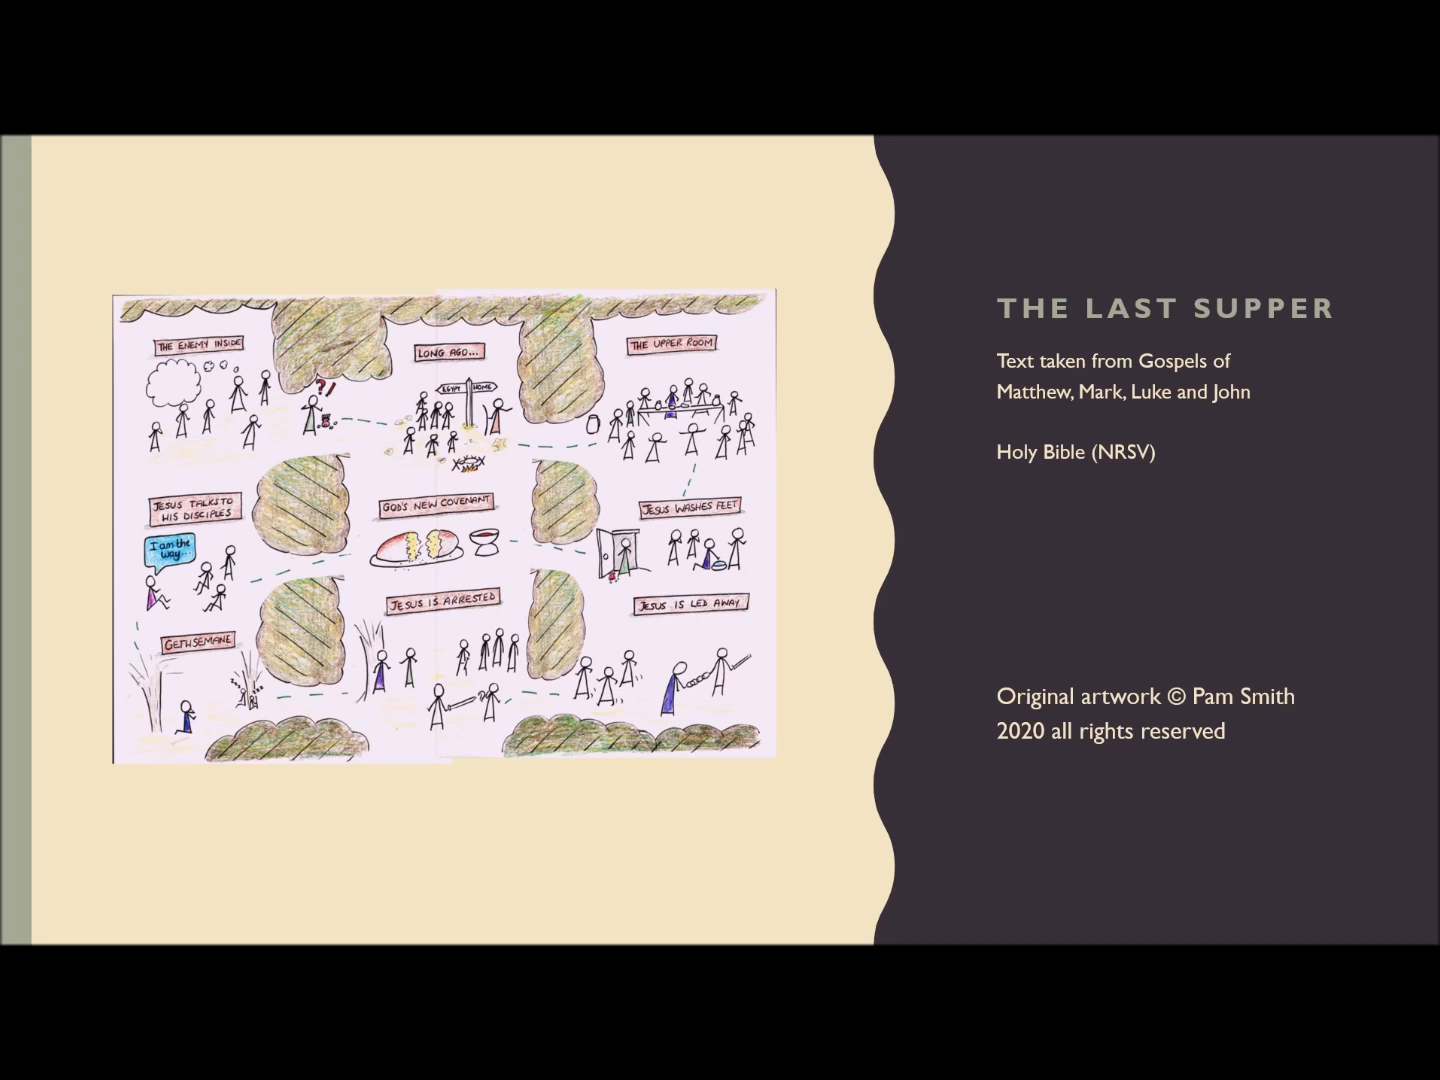 THE ENEMY INSIDE
LONG AGO...
THE UPPER ROOM
?!
EGYPT HOME
JESUS TALKS TO
HIS DISCIPLES
GOD'S NEW COVENANT
JESUS WASHES FEET
I am the
way...
JESUS IS ARRESTED
JESUS IS LED AWAY
GETHSEMANE
THE LAST SUPPER
Text taken from Gospels of
Matthew, Mark, Luke and John
Holy Bible (NRSV)
Original artwork © Pam Smith
2020 all rights reserved